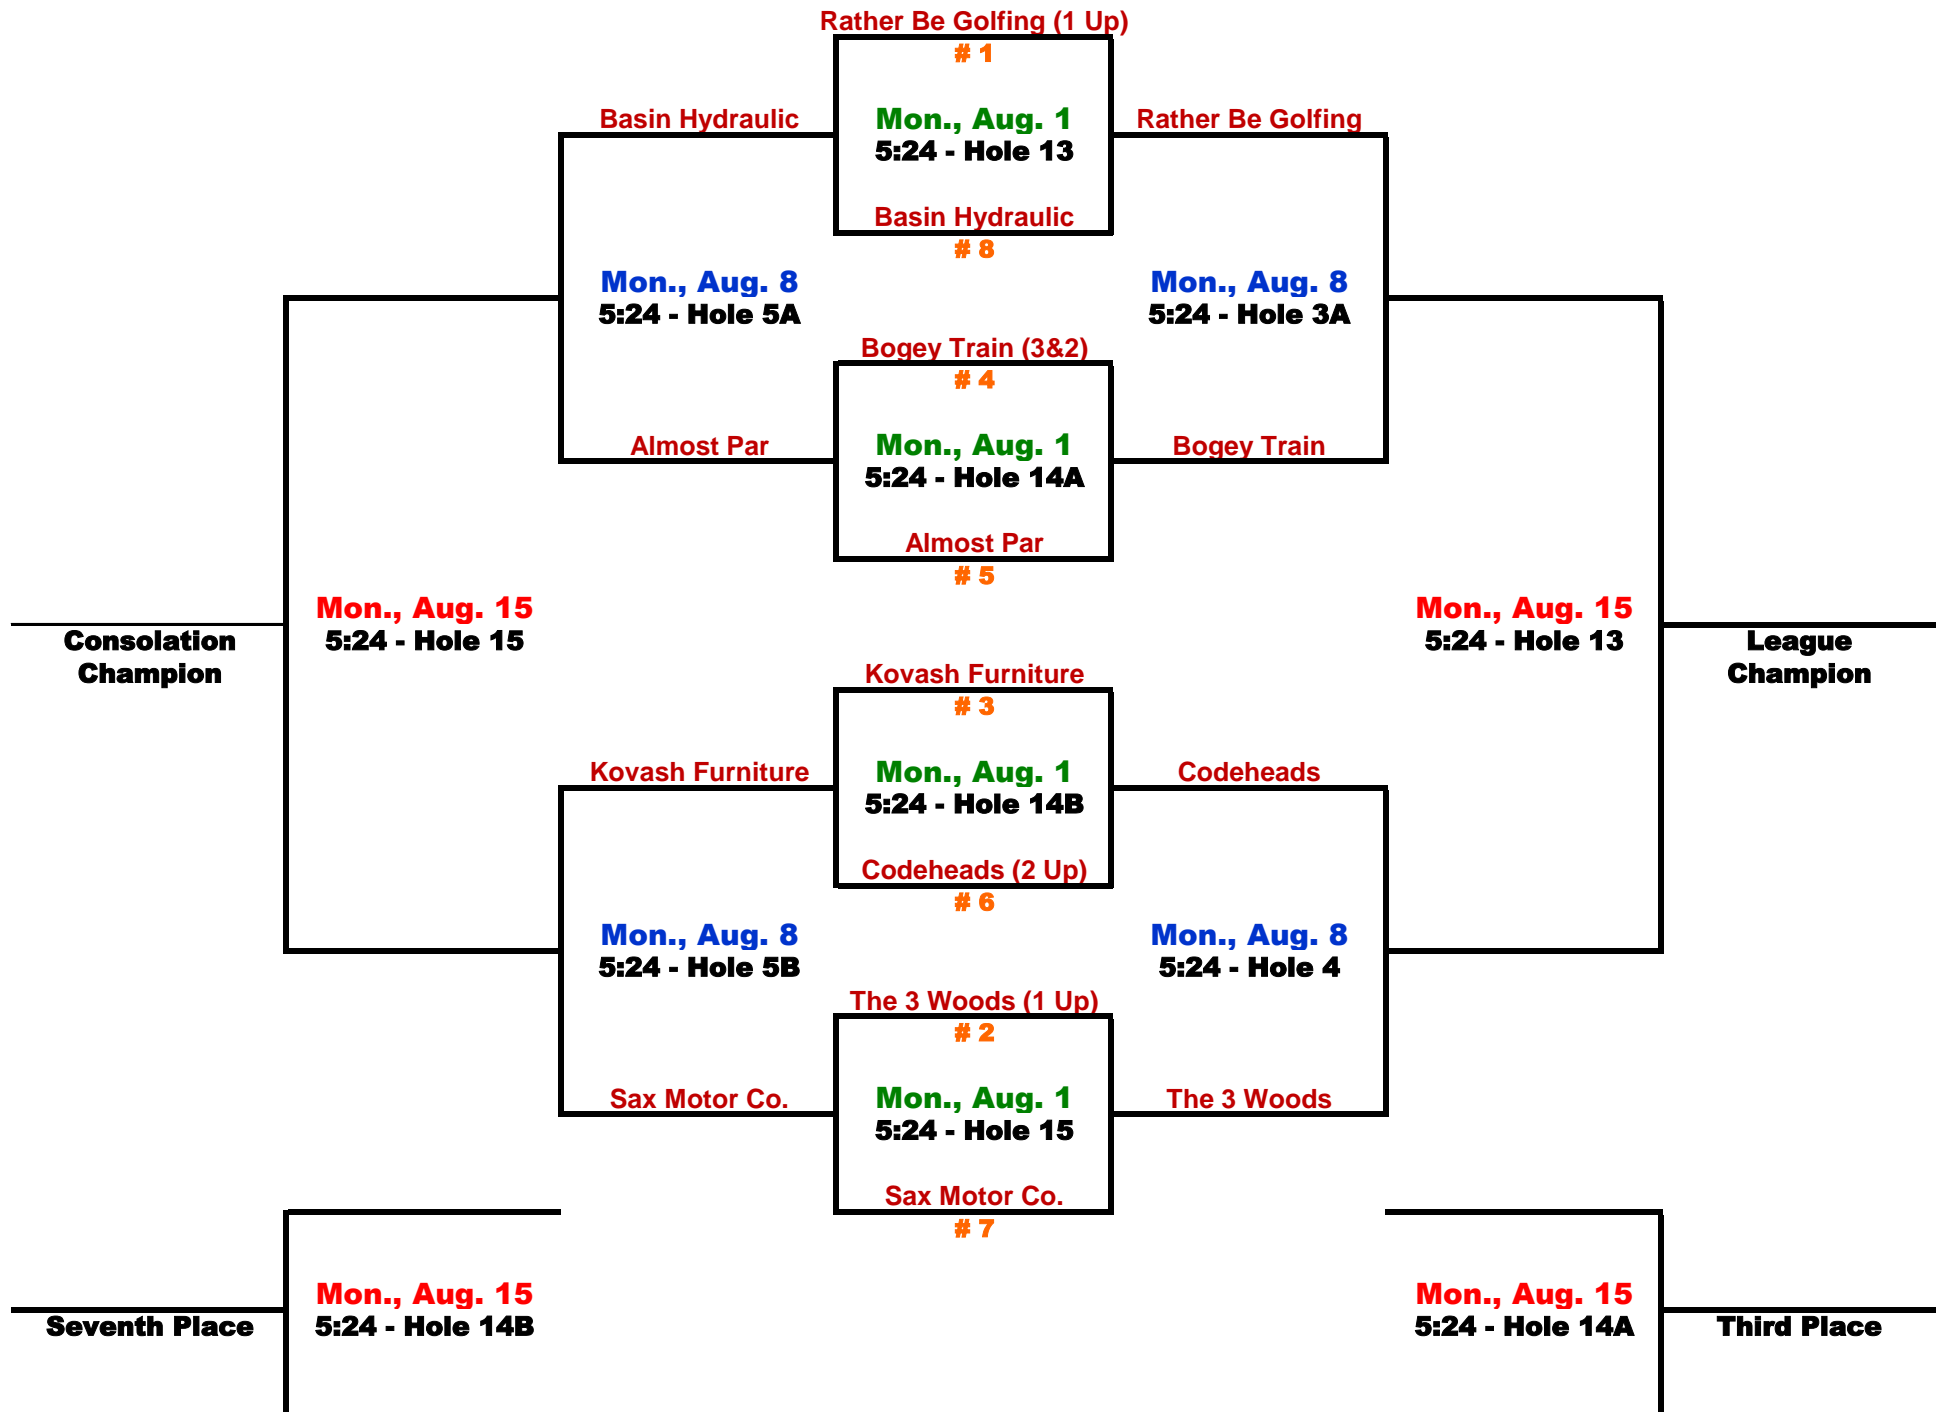 Rather Be Golfing (1 Up)
# 1
Basin Hydraulic
Mon., Aug. 1
5:24 - Hole 13
Rather Be Golfing
Basin Hydraulic
# 8
Mon., Aug. 8
5:24 - Hole 5A
Mon., Aug. 8
5:24 - Hole 3A
Bogey Train (3&2)
# 4
Almost Par
Mon., Aug. 1
5:24 - Hole 14A
Bogey Train
Almost Par
# 5
Mon., Aug. 15
5:24 - Hole 15
Mon., Aug. 15
5:24 - Hole 13
Consolation
Champion
League
Champion
Kovash Furniture
# 3
Kovash Furniture
Mon., Aug. 1
5:24 - Hole 14B
Codeheads
Codeheads (2 Up)
# 6
Mon., Aug. 8
5:24 - Hole 5B
Mon., Aug. 8
5:24 - Hole 4
The 3 Woods (1 Up)
# 2
Sax Motor Co.
Mon., Aug. 1
5:24 - Hole 15
The 3 Woods
Sax Motor Co.
# 7
Mon., Aug. 15
5:24 - Hole 14B
Seventh Place
Mon., Aug. 15
5:24 - Hole 14A
Third Place